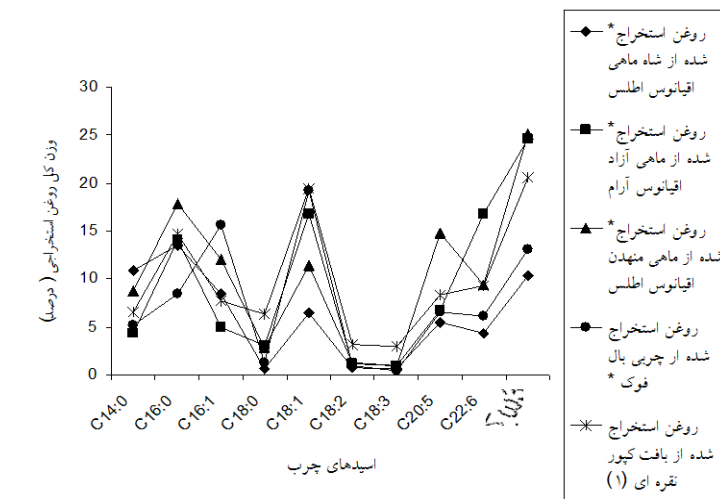 روغن استخراج*
شده از شاه ماهی
اقیانوس اطلس
روغن استخراج*
شده از ماهی آزاد
اقیانوس آرام
روغن استخراج*
شده از ماهی منهدن
اقیانوس اطلس
روغن استخراج
شده از چربی بال
فوک *
روغن استخراج
شده از بافت کپور
نقره ای (۱)
وزن کل روغن استخراجی ( درصد)
30
25
20
15
10
5
0
C14:0
C16:0
C16:1
C18:0
C18:1
C18:2
C18:3
C20:5
C22:6
اسیدهای چرب